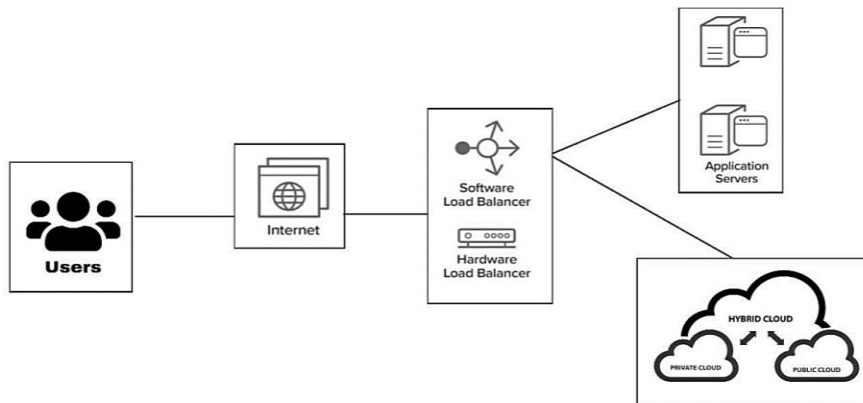 Users
Internet
Software
Load Balancer
Hardware
Load Balancer
Application
Servers
HYBRID CLOUD
PRIVATE CLOUD
PUBLIC CLOUD